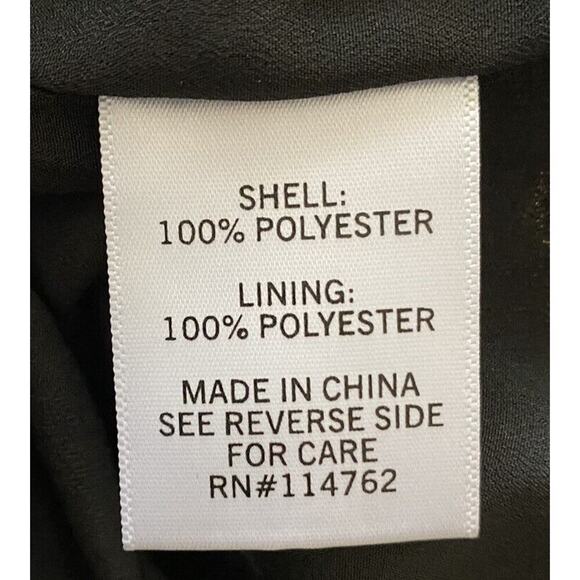 SHELL:
100% POLYESTER
LINING:
100% POLYESTER
MADE IN CHINA
SEE REVERSE SIDE
FOR CARE
RN#114762